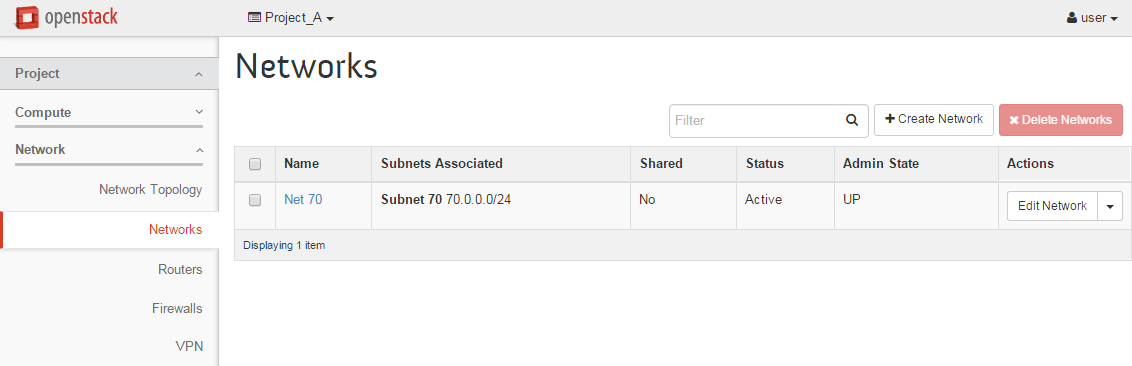 openstack
Project_A
user
Project
Compute
Network
Network Topology
Networks
Routers
Firewalls
VPN
Networks
Filter
Create Network
Delete Networks
Name Subnets Associated Shared Status Admin State Actions
Net 70 Subnet 70 70.0.0.0/24 No Active UP Edit Network
Displaying 1 item